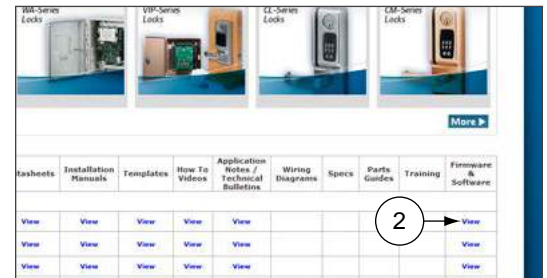 WA-Series
Locks
VIP-Series
Locks
CL-Series
Locks
CM-Series
Locks
More
tasheets Installation Manuals Templates How To Videos Application Notes / Technical Bulletins Wiring Diagrams Specs Parts Guides Training Firmware & Software
View View View View View 2 View
View View View View View View
View View View View View View